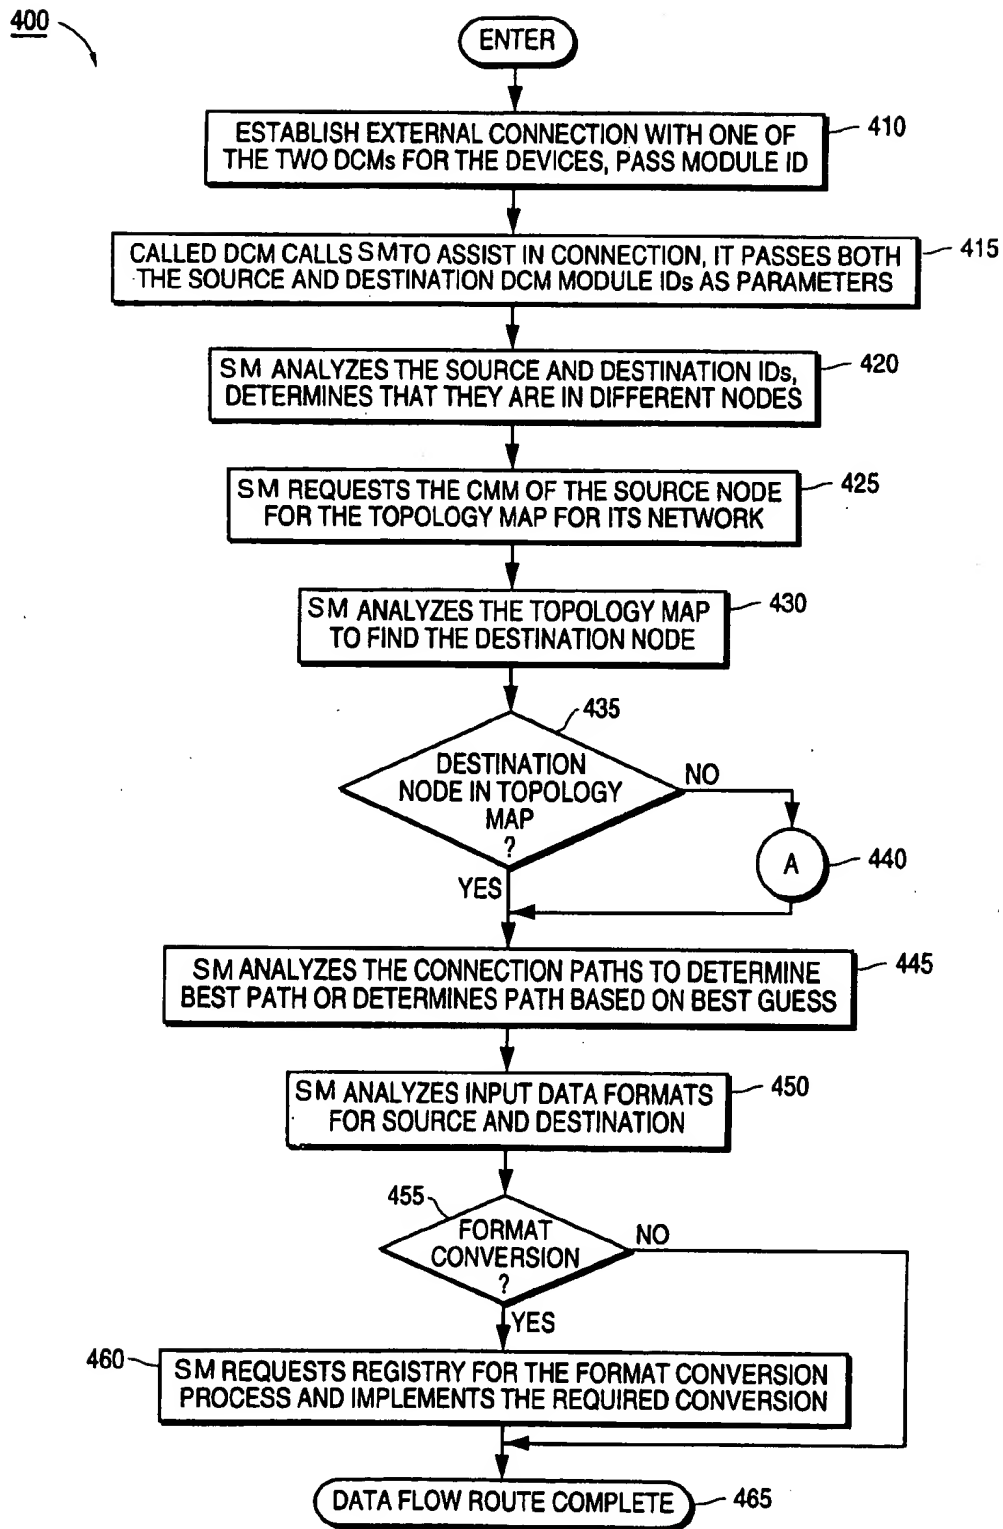 400
ENTER
ESTABLISH EXTERNAL CONNECTION WITH ONE OF
THE TWO DCMs FOR THE DEVICES, PASS MODULE ID
410
CALLED DCM CALLS SM TO ASSIST IN CONNECTION, IT PASSES BOTH
THE SOURCE AND DESTINATION DCM MODULE IDs AS PARAMETERS
415
SM ANALYZES THE SOURCE AND DESTINATION IDs,
DETERMINES THAT THEY ARE IN DIFFERENT NODES
420
SM REQUESTS THE CMM OF THE SOURCE NODE
FOR THE TOPOLOGY MAP FOR ITS NETWORK
425
SM ANALYZES THE TOPOLOGY MAP
TO FIND THE DESTINATION NODE
430
435
DESTINATION
NODE IN TOPOLOGY
MAP
?
NO
A
440
YES
SM ANALYZES THE CONNECTION PATHS TO DETERMINE
BEST PATH OR DETERMINES PATH BASED ON BEST GUESS
445
SM ANALYZES INPUT DATA FORMATS
FOR SOURCE AND DESTINATION
450
455
FORMAT
CONVERSION
?
NO
YES
460
SM REQUESTS REGISTRY FOR THE FORMAT CONVERSION
PROCESS AND IMPLEMENTS THE REQUIRED CONVERSION
DATA FLOW ROUTE COMPLETE
465